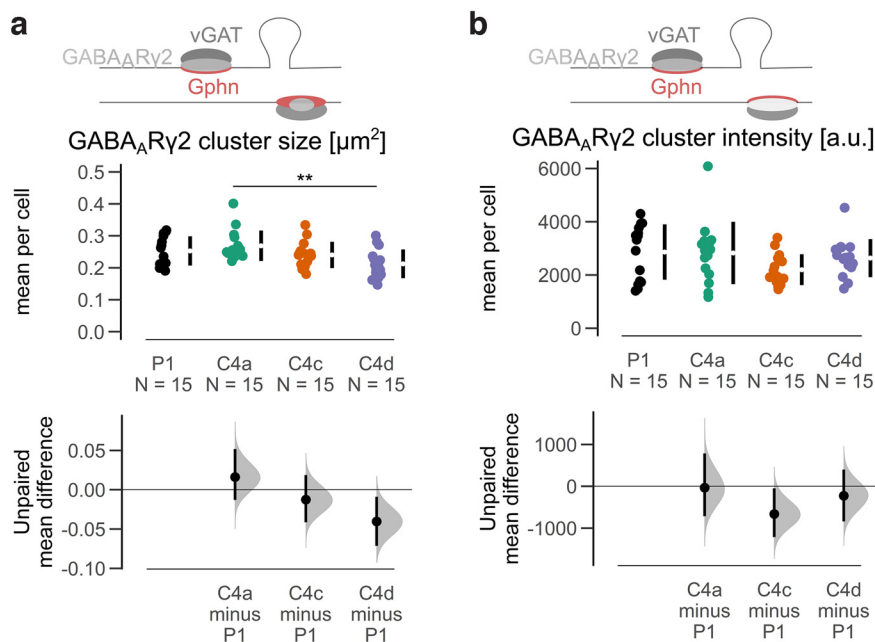 a
vGAT
GABAARγ2
Gphn
GABAARγ2 cluster size [µm2]
0.5
0.4
0.3
0.2
0.1
0.0
mean per cell
**
P1 C4a C4c C4d
N = 15 N = 15 N = 15 N = 15
0.05
0.00
-0.05
-0.10
Unpaired
mean difference
C4a C4c C4d
minus minus minus
P1 P1 P1
b
vGAT
GABAARγ2
Gphn
GABAARγ2 cluster intensity [a.u.]
6000
4000
2000
0
mean per cell
P1 C4a C4c C4d
N = 15 N = 15 N = 15 N = 15
1000
0
-1000
Unpaired
mean difference
C4a C4c C4d
minus minus minus
P1 P1 P1